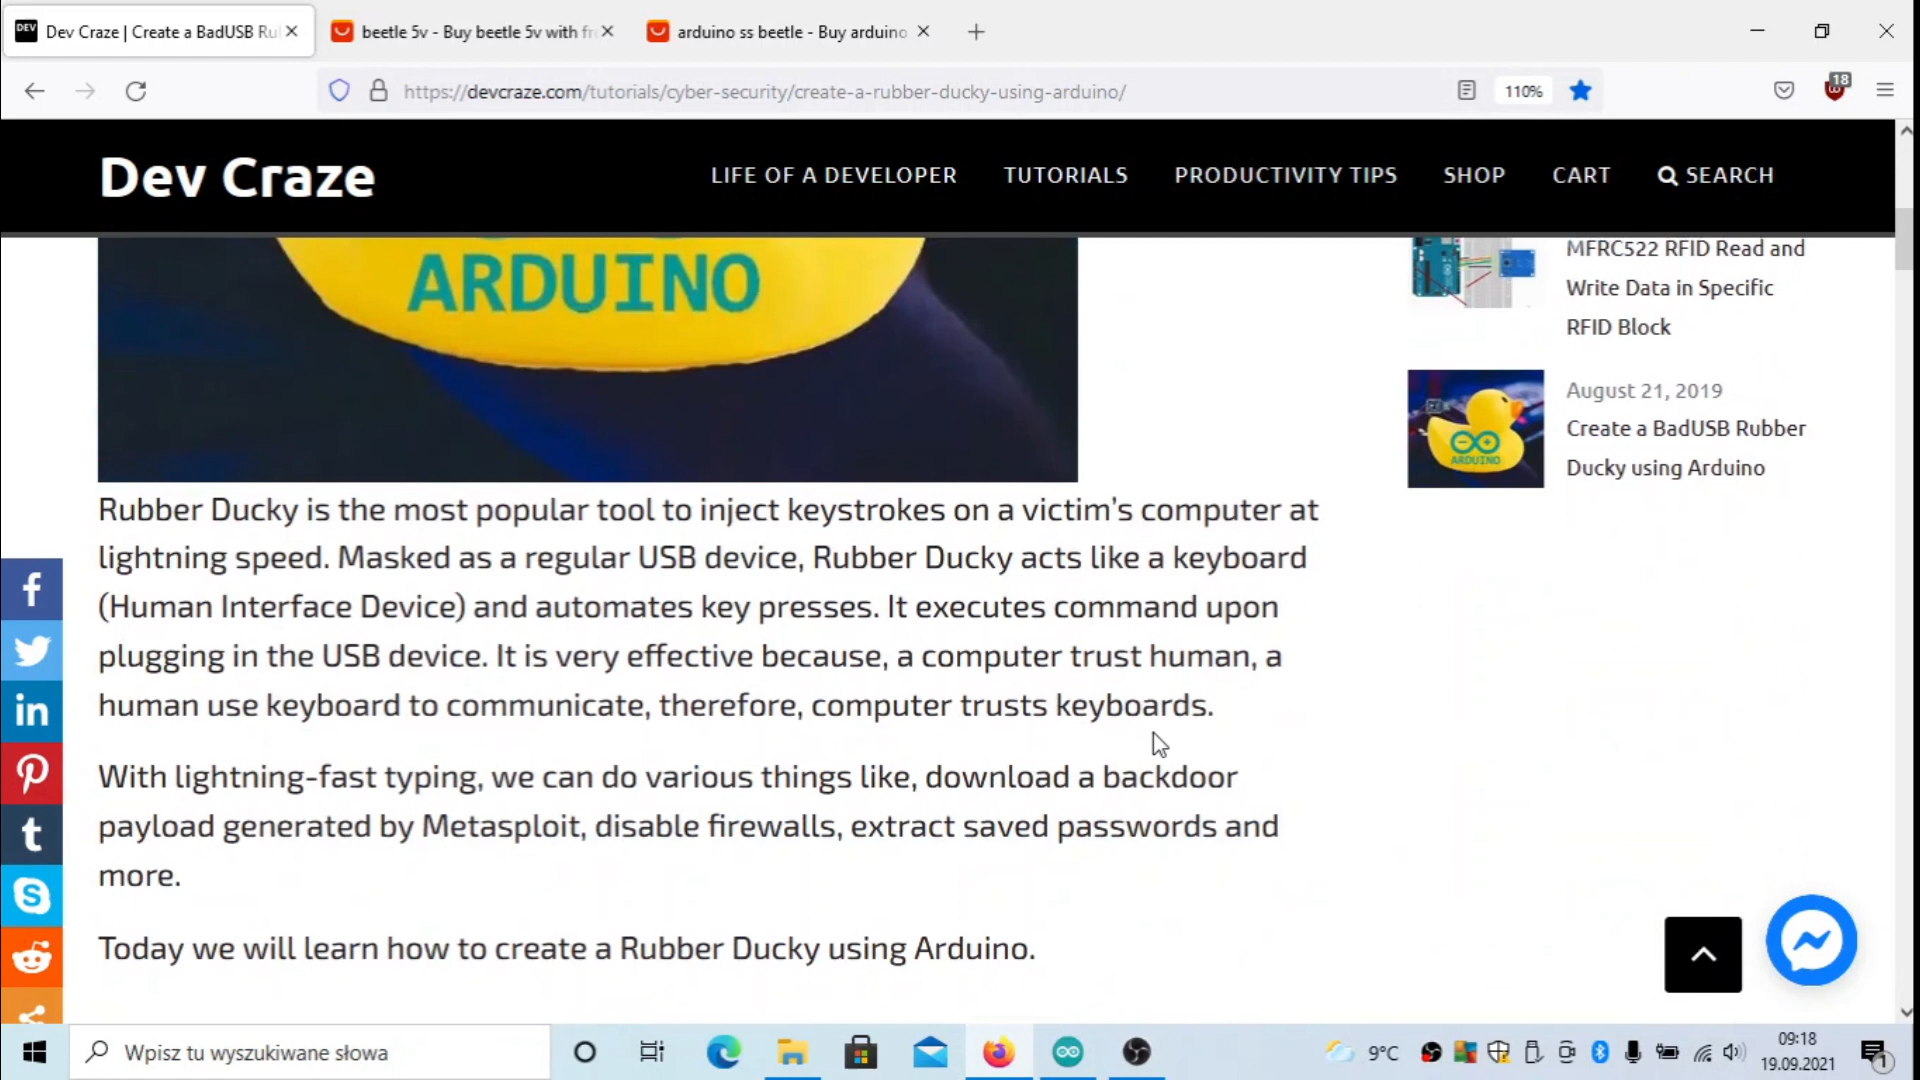 DEV
Dev Craze | Create a BadUSB Ru
beetle 5v - Buy beetle 5v with fr
arduino ss beetle - Buy arduino
https://devcraze.com/tutorials/cyber-security/create-a-rubber-ducky-using-arduino/
110%
18
Dev Craze
LIFE OF A DEVELOPER
TUTORIALS
PRODUCTIVITY TIPS
SHOP
CART
SEARCH
ARDUINO
MFRC522 RFID Read and
Write Data in Specific
RFID Block
ARDUINO
August 21, 2019
Create a BadUSB Rubber
Ducky using Arduino
Rubber Ducky is the most popular tool to inject keystrokes on a victim’s computer at
lightning speed. Masked as a regular USB device, Rubber Ducky acts like a keyboard
(Human Interface Device) and automates key presses. It executes command upon
plugging in the USB device. It is very effective because, a computer trust human, a
human use keyboard to communicate, therefore, computer trusts keyboards.
With lightning-fast typing, we can do various things like, download a backdoor
payload generated by Metasploit, disable firewalls, extract saved passwords and
more.
Today we will learn how to create a Rubber Ducky using Arduino.
Wpisz tu wyszukiwane słowa
9°C
09:18
19.09.2021
1